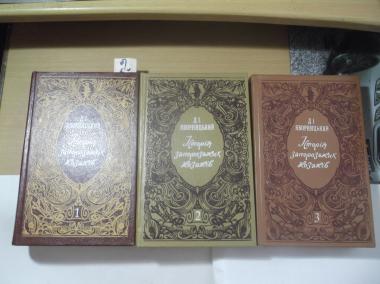 2
Д.І.
ЯВОРНИЦЬКИЙ
Історія
запорозьких
козаків
1
Д.І.
ЯВОРНИЦЬКИЙ
Історія
запорозьких
козаків
2
Д.І.
ЯВОРНИЦЬКИЙ
Історія
запорозьких
козаків
3